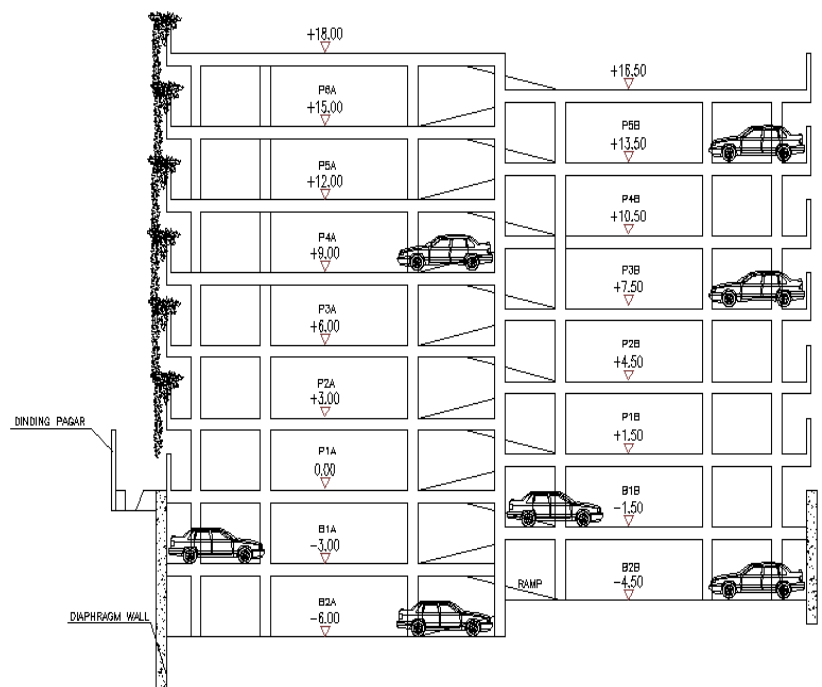 +18.00
P6A
+15.00
P5A
+12.00
P4A
+9.00
P3A
+6.00
P2A
+3.00
P1A
0.00
B1A
-3.00
B2A
-6.00
+16.50
P5B
+13.50
P4B
+10.50
P3B
+7.50
P2B
+4.50
P1B
+1.50
B1B
-1.50
B2B
-4.50
RAMP
DINDING PAGAR
DIAPHRAGM WALL